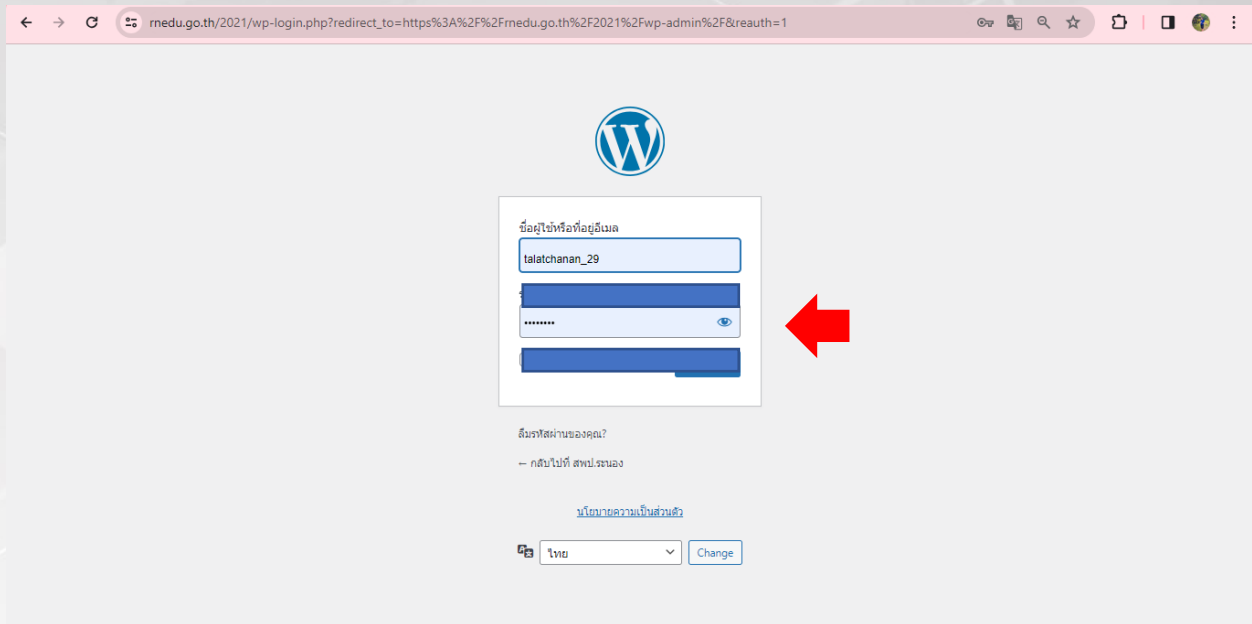 rnedu.go.th/2021/wp-login.php?redirect_to=https%3A%2F%2Frnedu.go.th%2F2021%2Fwp-admin%2F&reauth=1
ชื่อผู้ใช้หรือที่อยู่อีเมล
talatchanan_29
••••••••
ลืมรหัสผ่านของคุณ?
← กลับไปที่ สพป.ระนอง
นโยบายความเป็นส่วนตัว
ไทย Change